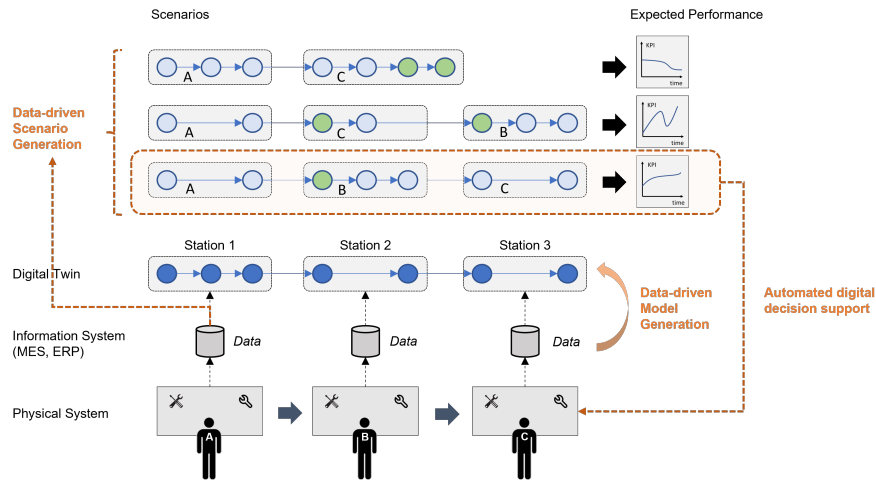 Scenarios
Expected Performance
KPI
time
A
C
Data-driven
Scenario
Generation
KPI
time
A
C
B
KPI
time
A
B
C
Station 1
Station 2
Station 3
Digital Twin
Data-driven
Model
Generation
Automated digital
decision support
Information System
(MES, ERP)
Data
Data
Data
Physical System
A
B
C